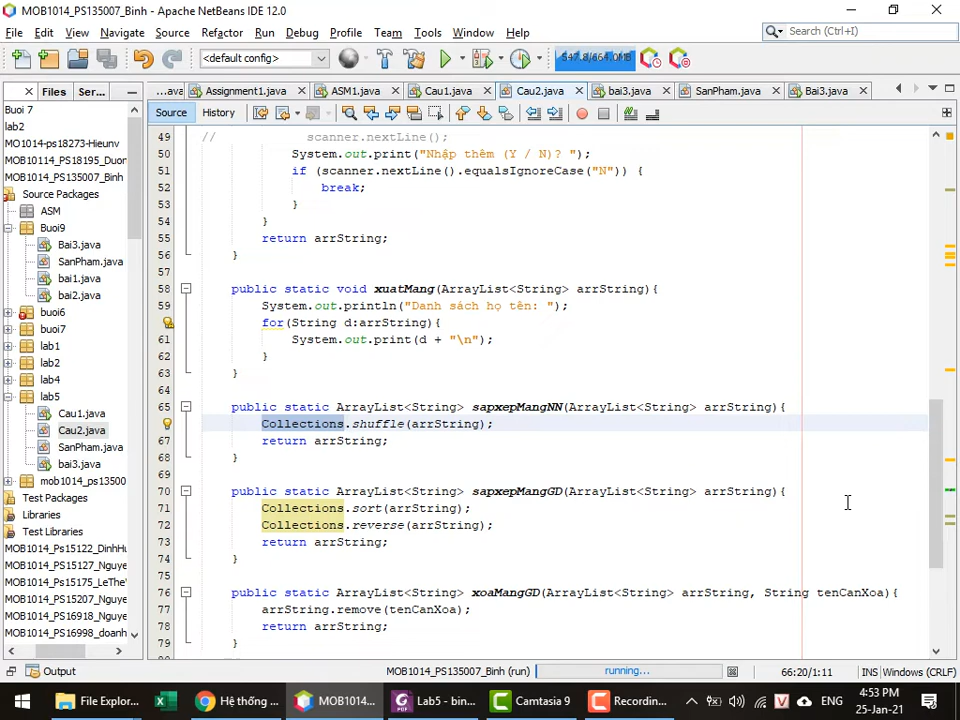 MOB1014_PS135007_Binh - Apache NetBeans IDE 12.0
File Edit View Navigate Source Refactor Run Debug Profile Team Tools Window Help
Search (Ctrl+I)
<default config>
547.8/664.0MB
Files Ser...
...ava Assignment1.java ASM1.java Cau1.java Cau2.java bai3.java SanPham.java Bai3.java
Source History
Buoi 7
lab2
MO1014-ps18273-Hieunv
MOB10114_PS18195_Duon
MOB1014_PS135007_Binh
Source Packages
ASM
Buoi9
Bai3.java
SanPham.java
bai1.java
bai2.java
buoi6
buoi7
lab1
lab2
lab4
lab5
Cau1.java
Cau2.java
SanPham.java
bai3.java
mob1014_ps13500
Test Packages
Libraries
Test Libraries
MOB1014_Ps15122_DinhHu
MOB1014_PS15127_Nguye
MOB1014_Ps15175_LeThe'
MOB1014_PS15207_Nguye
MOB1014_PS16918_Nguye
MOB1014_PS16998_doanh
49 // scanner.nextLine();
50 System.out.print("Nhập thêm (Y / N)? ");
51 if (scanner.nextLine().equalsIgnoreCase("N")) {
52 break;
53 }
54 }
55 return arrString;
56 }
57
58 public static void xuatMang(ArrayList<String> arrString){
59 System.out.println("Danh sách họ tên: ");
for(String d:arrString){
61 System.out.print(d + "\n");
62 }
63 }
64
65 public static ArrayList<String> sapxepMangNN(ArrayList<String> arrString){
Collections.shuffle(arrString);
67 return arrString;
68 }
69
70 public static ArrayList<String> sapxepMangGD(ArrayList<String> arrString){
71 Collections.sort(arrString);
72 Collections.reverse(arrString);
73 return arrString;
74 }
75
76 public static ArrayList<String> xoaMangGD(ArrayList<String> arrString, String tenCanXoa){
77 arrString.remove(tenCanXoa);
78 return arrString;
79 }
Output
MOB1014_PS135007_Binh (run) running... 66:20/1:11 INS Windows (CRLF)
File Explor... Hệ thống ... MOB1014... Lab5 - bin... Camtasia 9 Recordin... ENG
4:53 PM
25-Jan-21